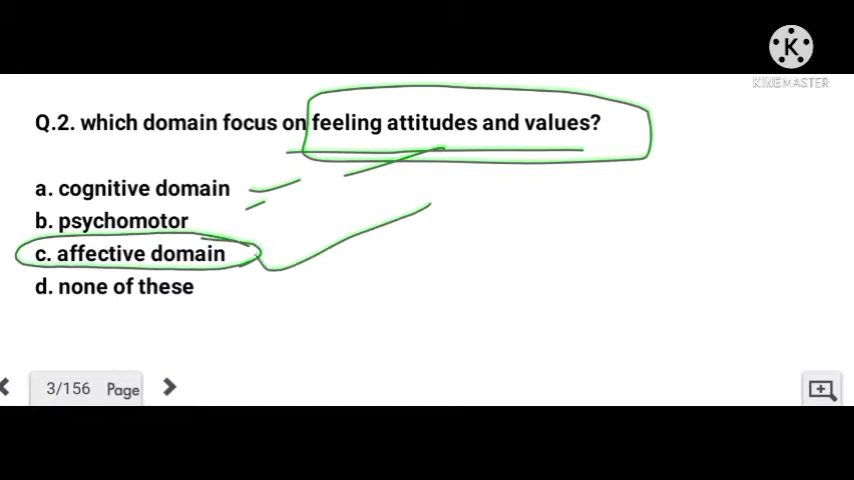 K
KINEMASTER
Q.2. which domain focus on feeling attitudes and values?
a. cognitive domain
b. psychomotor
c. affective domain
d. none of these
3/156 Page